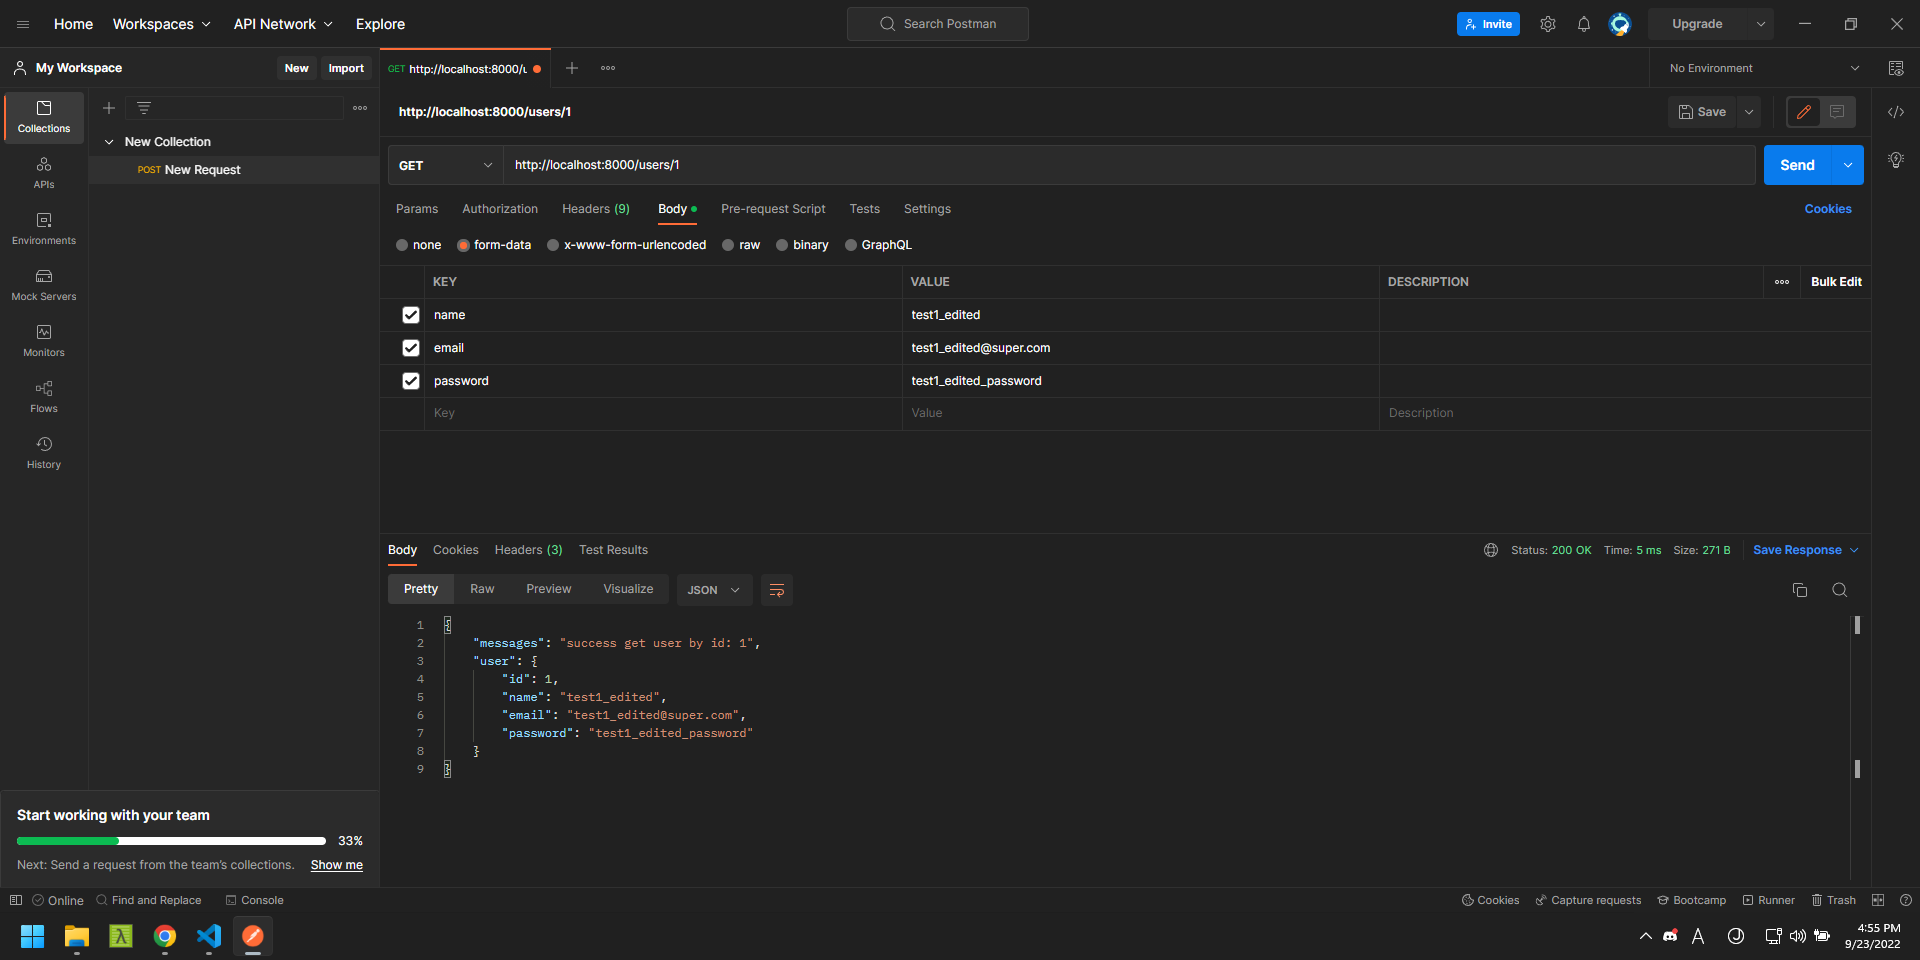 Home Workspaces API Network Explore Search Postman Invite Upgrade
My Workspace New Import GET http://localhost:8000/u No Environment
Collections
APIs
Environments
Mock Servers
Monitors
Flows
History
New Collection
POST New Request
http://localhost:8000/users/1 Save
GET http://localhost:8000/users/1 Send
Params Authorization Headers (9) Body Pre-request Script Tests Settings Cookies
none form-data x-www-form-urlencoded raw binary GraphQL
KEY VALUE DESCRIPTION Bulk Edit
name test1_edited
email test1_edited@super.com
password test1_edited_password
Key Value Description
Body Cookies Headers (3) Test Results Status: 200 OK Time: 5 ms Size: 271 B Save Response
Pretty Raw Preview Visualize JSON
1 {
2 "messages": "success get user by id: 1",
3 "user": {
4 "id": 1,
5 "name": "test1_edited",
6 "email": "test1_edited@super.com",
7 "password": "test1_edited_password"
8 }
9 }
Start working with your team
33%
Next: Send a request from the team's collections. Show me
Online Find and Replace Console Cookies Capture requests Bootcamp Runner Trash
4:55 PM
9/23/2022